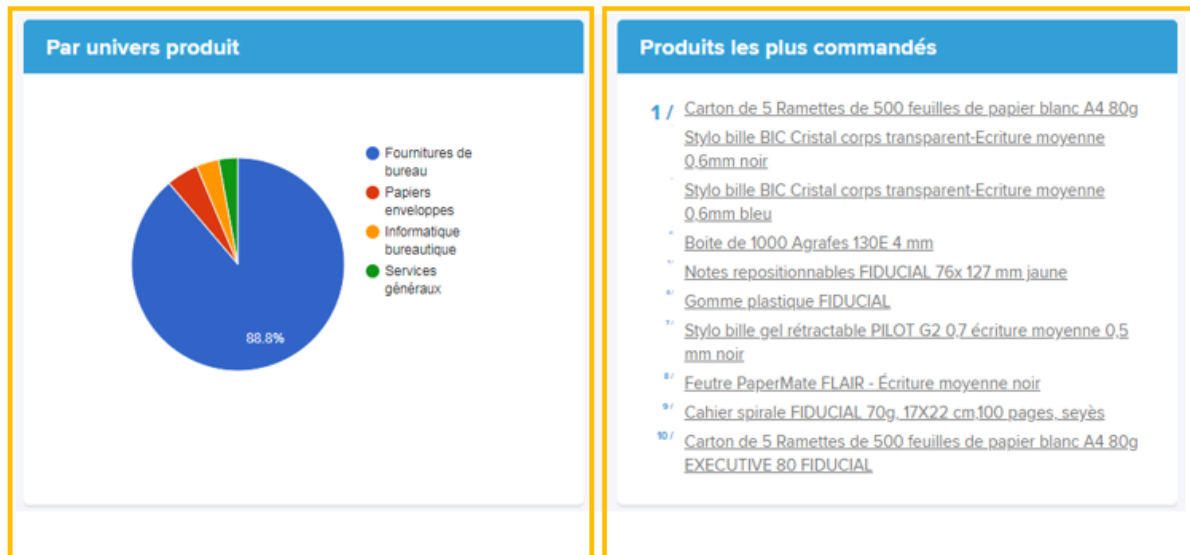 Par univers produit
Fournitures de
bureau
Papiers
enveloppes
Informatique
bureautique
Services
généraux
88.8%
Produits les plus commandés
1 / Carton de 5 Ramettes de 500 feuilles de papier blanc A4 80g
Stylo bille BIC Cristal corps transparent-Ecriture moyenne
0,6mm noir
Stylo bille BIC Cristal corps transparent-Ecriture moyenne
0,6mm bleu
Boite de 1000 Agrafes 130E 4 mm
Notes repositionnables FIDUCIAL 76x 127 mm jaune
Gomme plastique FIDUCIAL
7 / Stylo bille gel rétractable PILOT G2 0,7 écriture moyenne 0,5
mm noir
8 / Feutre PaperMate FLAIR - Écriture moyenne noir
9 / Cahier spirale FIDUCIAL 70g, 17X22 cm,100 pages, seyès
10 / Carton de 5 Ramettes de 500 feuilles de papier blanc A4 80g
EXECUTIVE 80 FIDUCIAL